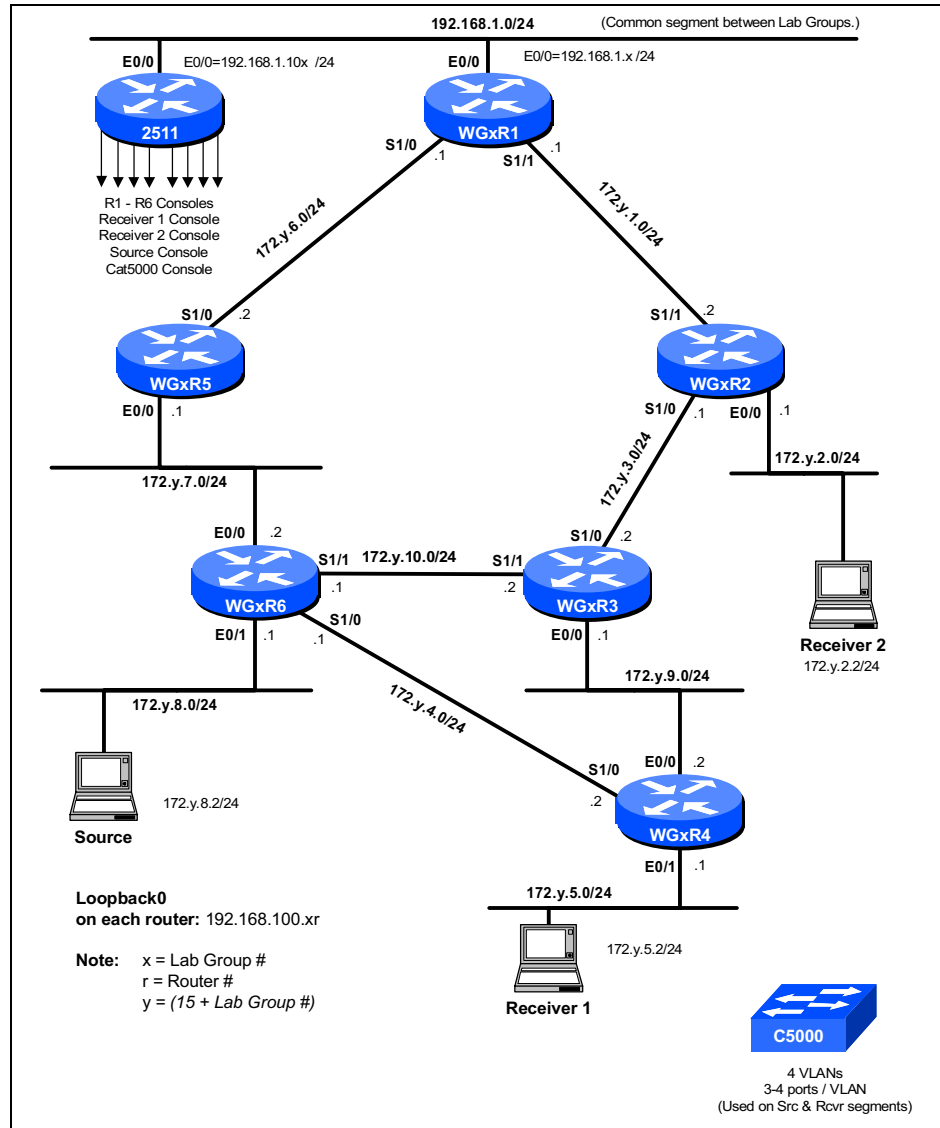 192.168.1.0/24
(Common segment between Lab Groups.)
E0/0
E0/0=192.168.1.10x /24
E0/0
E0/0=192.168.1.x /24
2511
WGxR1
S1/0
.1
S1/1
.1
R1 - R6 Consoles
Receiver 1 Console
Receiver 2 Console
Source Console
Cat5000 Console
172.y.6.0/24
172.y.1.0/24
S1/0
.2
S1/1
.2
WGxR5
WGxR2
E0/0
.1
S1/0
.1
E0/0
.1
172.y.7.0/24
172.y.3.0/24
172.y.2.0/24
E0/0
.2
S1/0
.2
S1/1
172.y.10.0/24
S1/1
.1
.2
WGxR6
WGxR3
Receiver 2
172.y.2.2/24
E0/1
.1
S1/0
.1
E0/0
.1
172.y.8.0/24
172.y.4.0/24
172.y.9.0/24
Source
172.y.8.2/24
S1/0
.2
E0/0
.2
WGxR4
E0/1
.1
Loopback0
on each router: 192.168.100.xr
Note: x = Lab Group #
r = Router #
y = (15 + Lab Group #)
172.y.5.0/24
172.y.5.2/24
Receiver 1
C5000
4 VLANs
3-4 ports / VLAN
(Used on Src & Rcvr segments)